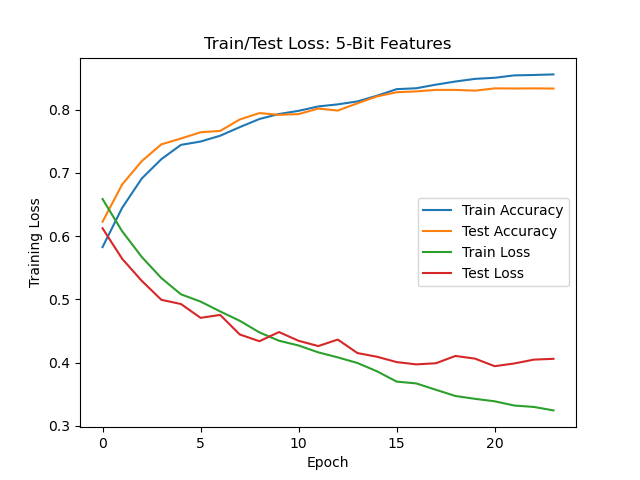 Train/Test Loss: 5-Bit Features
Training Loss
0.8
0.7
0.6
0.5
0.4
0.3
Train Accuracy
Test Accuracy
Train Loss
Test Loss
0 5 10 15 20
Epoch